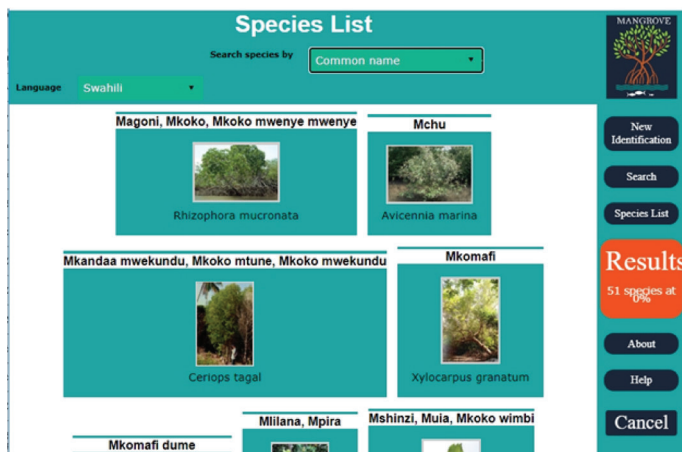 Species List
Search species by
Common name
Language
Swahili
Magoni, Mkoko, Mkoko mwenye mwenye
Rhizophora mucronata
Mchu
Avicennia marina
Mkandaa mwekundu, Mkoko mtune, Mkoko mwekundu
Ceriops tagal
Mkomafi
Xylocarpus granatum
Mkomafi dume
Mlilana, Mpira
Mshinzi, Muia, Mkoko wimbi
MANGROVE
New
Identification
Search
Species List
Results
51 species at
0%
About
Help
Cancel